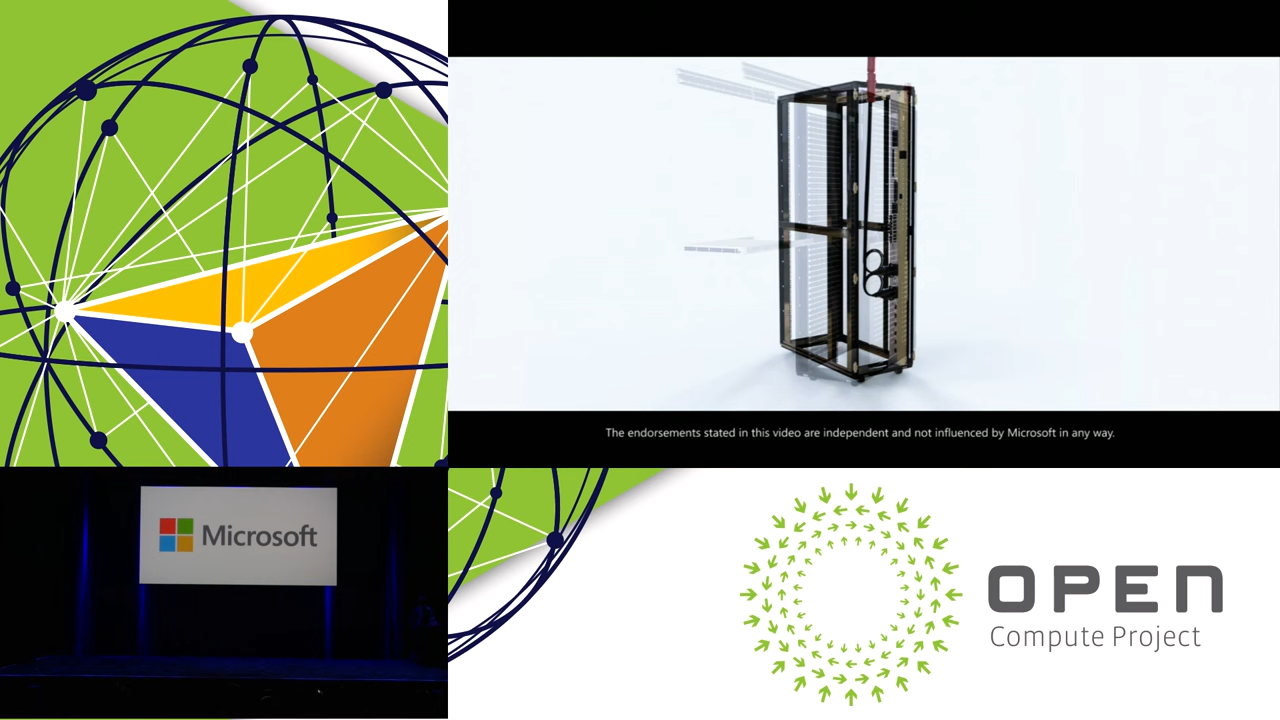 The endorsements stated in this video are independent and not influenced by Microsoft in any way.
Microsoft
OPEN
Compute Project